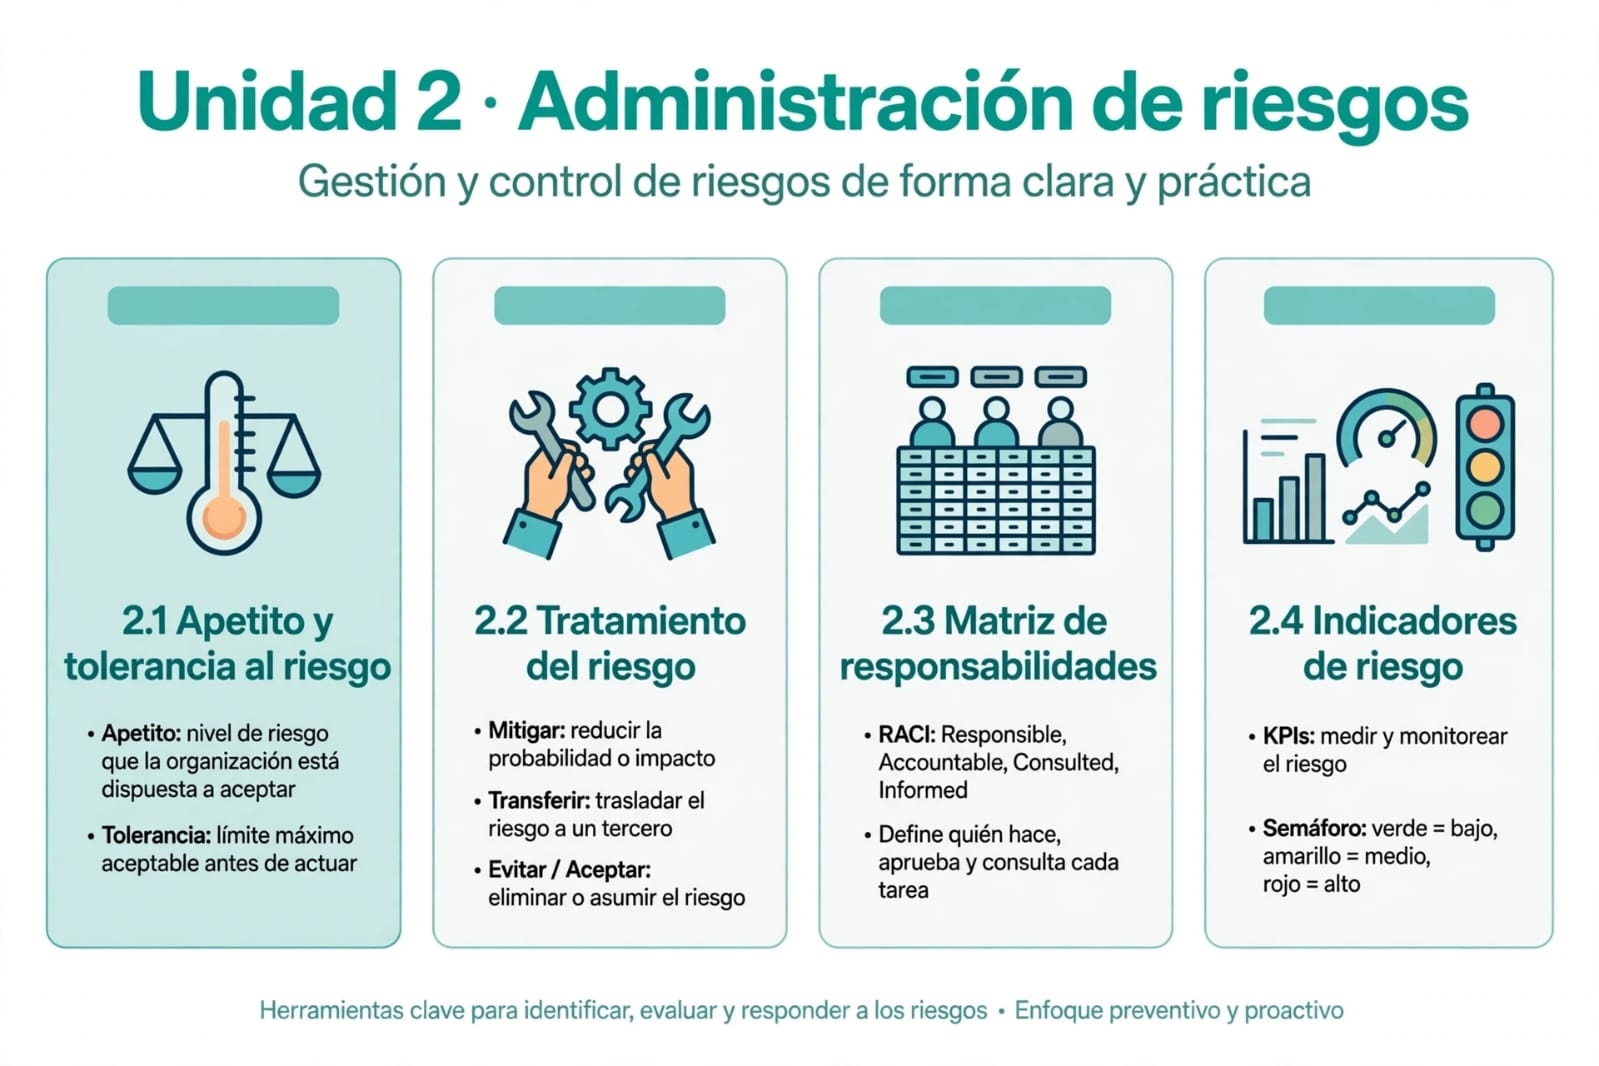 Unidad 2 · Administración de riesgos
Gestión y control de riesgos de forma clara y práctica
2.1 Apetito y
tolerancia al riesgo
• Apetito: nivel de riesgo
que la organización está
dispuesta a aceptar
• Tolerancia: límite máximo
aceptable antes de actuar
2.2 Tratamiento
del riesgo
• Mitigar: reducir la
probabilidad o impacto
• Transferir: trasladar el
riesgo a un tercero
• Evitar / Aceptar:
eliminar o asumir el riesgo
2.3 Matriz de
responsabilidades
• RACI: Responsible,
Accountable, Consulted,
Informed
• Define quién hace,
aprueba y consulta cada
tarea
2.4 Indicadores
de riesgo
• KPIs: medir y monitorear
el riesgo
• Semáforo: verde = bajo,
amarillo = medio,
rojo = alto
Herramientas clave para identificar, evaluar y responder a los riesgos • Enfoque preventivo y proactivo